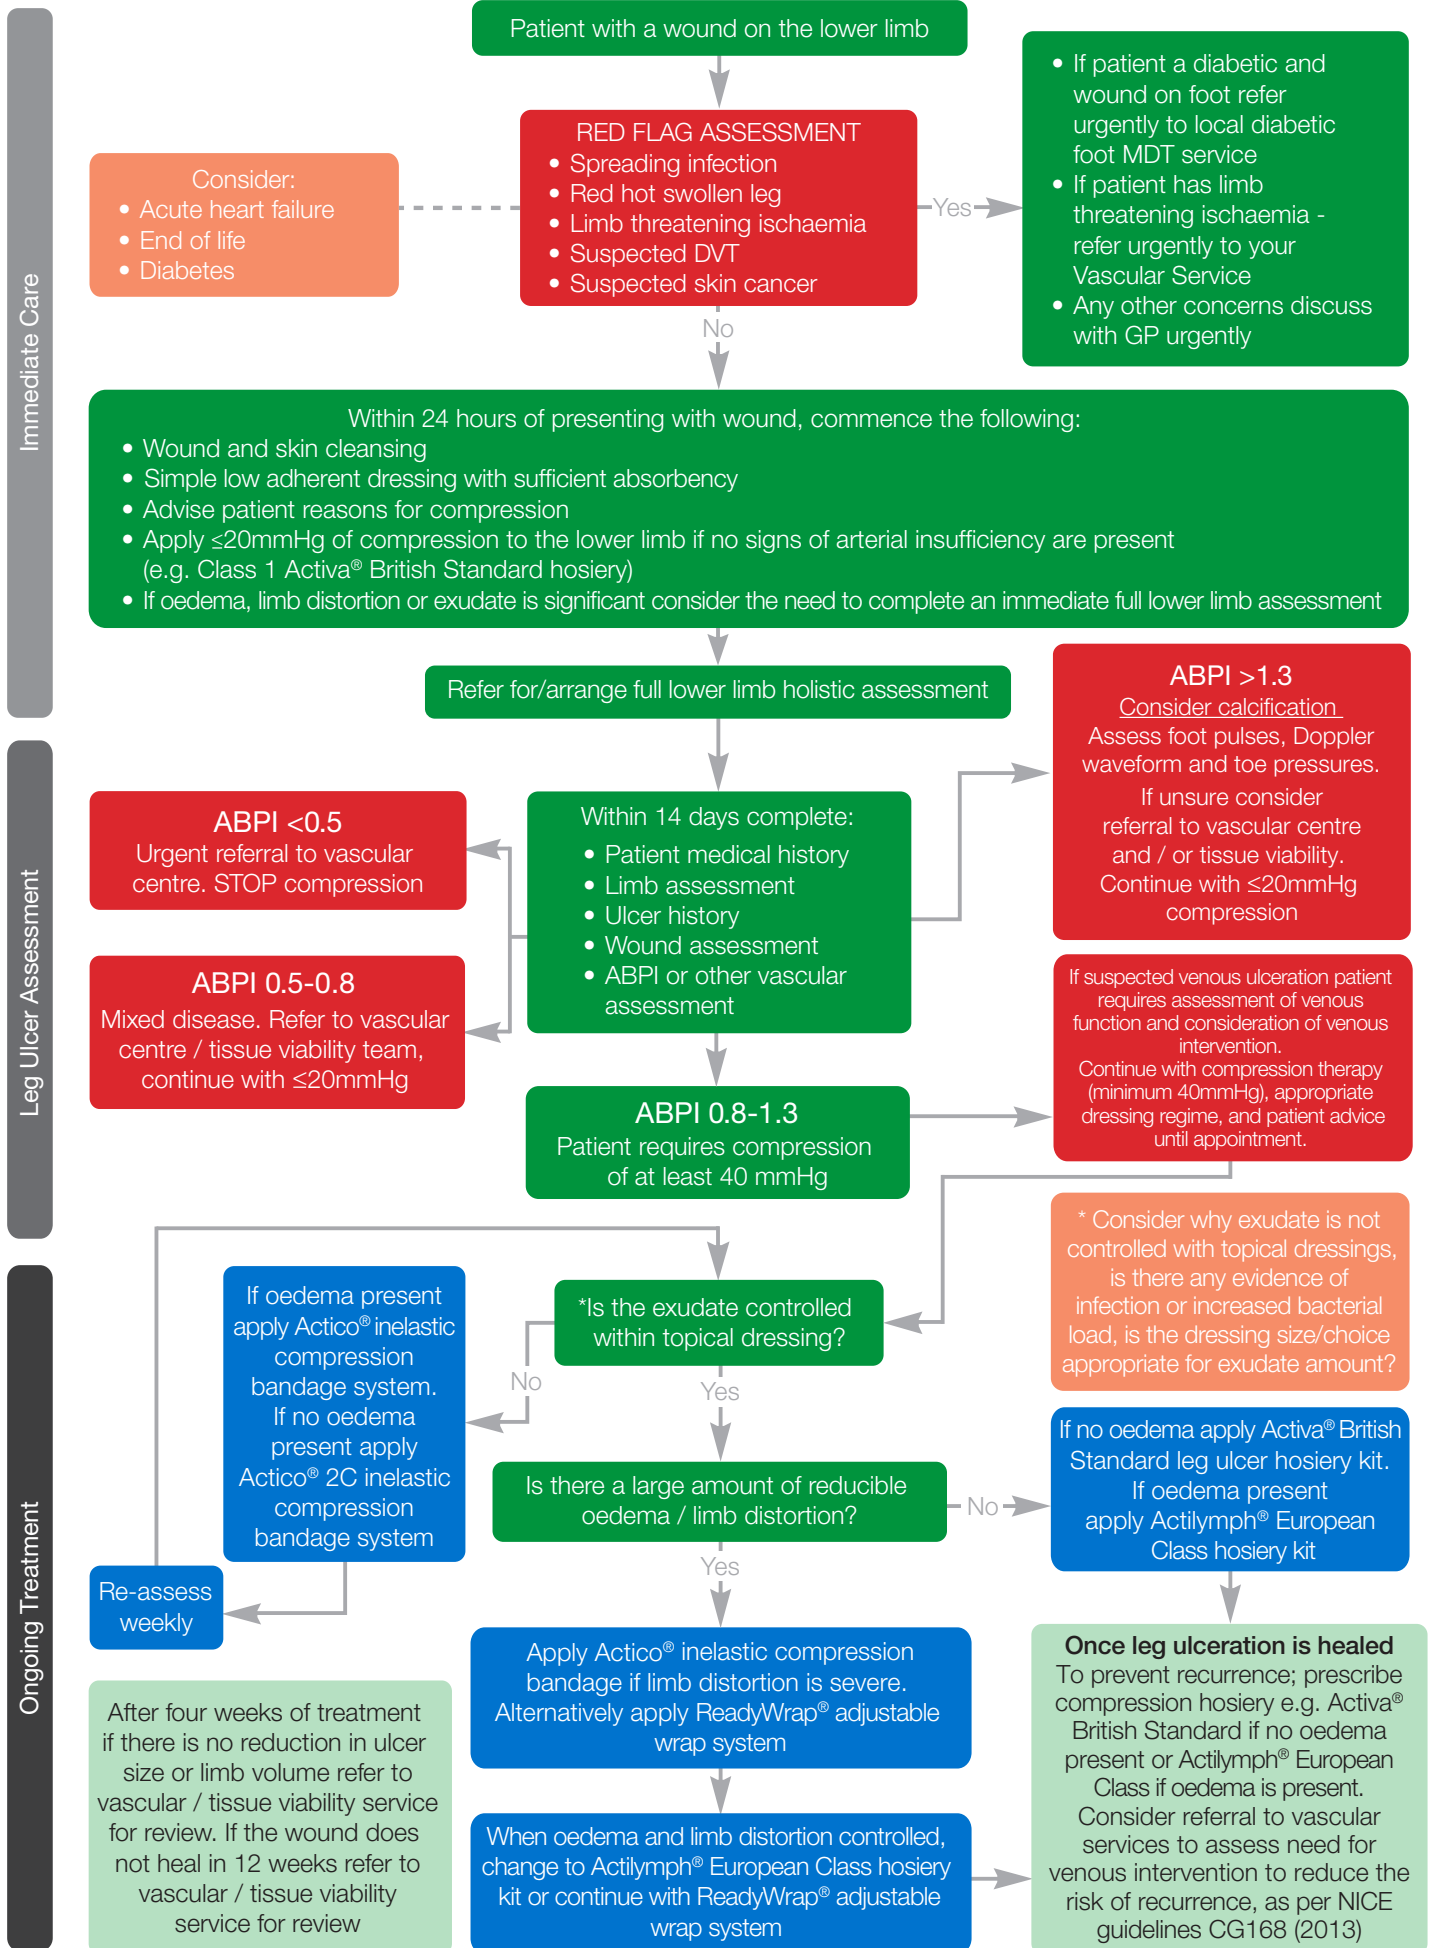 Immediate Care
Patient with a wound on the lower limb
Consider:
• Acute heart failure
• End of life
• Diabetes
RED FLAG ASSESSMENT
• Spreading infection
• Red hot swollen leg
• Limb threatening ischaemia
• Suspected DVT
• Suspected skin cancer
Yes
• If patient a diabetic and
wound on foot refer
urgently to local diabetic
foot MDT service
• If patient has limb
threatening ischaemia -
refer urgently to your
Vascular Service
• Any other concerns discuss
with GP urgently
No
Within 24 hours of presenting with wound, commence the following:
• Wound and skin cleansing
• Simple low adherent dressing with sufficient absorbency
• Advise patient reasons for compression
• Apply ≤20mmHg of compression to the lower limb if no signs of arterial insufficiency are present
(e.g. Class 1 Activa® British Standard hosiery)
• If oedema, limb distortion or exudate is significant consider the need to complete an immediate full lower limb assessment
Refer for/arrange full lower limb holistic assessment
Leg Ulcer Assessment
ABPI <0.5
Urgent referral to vascular
centre. STOP compression
ABPI 0.5-0.8
Mixed disease. Refer to vascular
centre / tissue viability team,
continue with ≤20mmHg
Within 14 days complete:
• Patient medical history
• Limb assessment
• Ulcer history
• Wound assessment
• ABPI or other vascular
assessment
ABPI >1.3
Consider calcification
Assess foot pulses, Doppler
waveform and toe pressures.
If unsure consider
referral to vascular centre
and / or tissue viability.
Continue with ≤20mmHg
compression
ABPI 0.8-1.3
Patient requires compression
of at least 40 mmHg
If suspected venous ulceration patient
requires assessment of venous
function and consideration of venous
intervention.
Continue with compression therapy
(minimum 40mmHg), appropriate
dressing regime, and patient advice
until appointment.
* Consider why exudate is not
controlled with topical dressings,
is there any evidence of
infection or increased bacterial
load, is the dressing size/choice
appropriate for exudate amount?
Ongoing Treatment
*Is the exudate controlled
within topical dressing?
No
Yes
If oedema present
apply Actico® inelastic
compression
bandage system.
If no oedema
present apply
Actico® 2C inelastic
compression
bandage system
Re-assess
weekly
Is there a large amount of reducible
oedema / limb distortion?
No
Yes
If no oedema apply Activa® British
Standard leg ulcer hosiery kit.
If oedema present
apply Actilymph® European
Class hosiery kit
Apply Actico® inelastic compression
bandage if limb distortion is severe.
Alternatively apply ReadyWrap® adjustable
wrap system
When oedema and limb distortion controlled,
change to Actilymph® European Class hosiery
kit or continue with ReadyWrap® adjustable
wrap system
Once leg ulceration is healed
To prevent recurrence; prescribe
compression hosiery e.g. Activa®
British Standard if no oedema
present or Actilymph® European
Class if oedema is present.
Consider referral to vascular
services to assess need for
venous intervention to reduce the
risk of recurrence, as per NICE
guidelines CG168 (2013)
After four weeks of treatment
if there is no reduction in ulcer
size or limb volume refer to
vascular / tissue viability service
for review. If the wound does
not heal in 12 weeks refer to
vascular / tissue viability
service for review